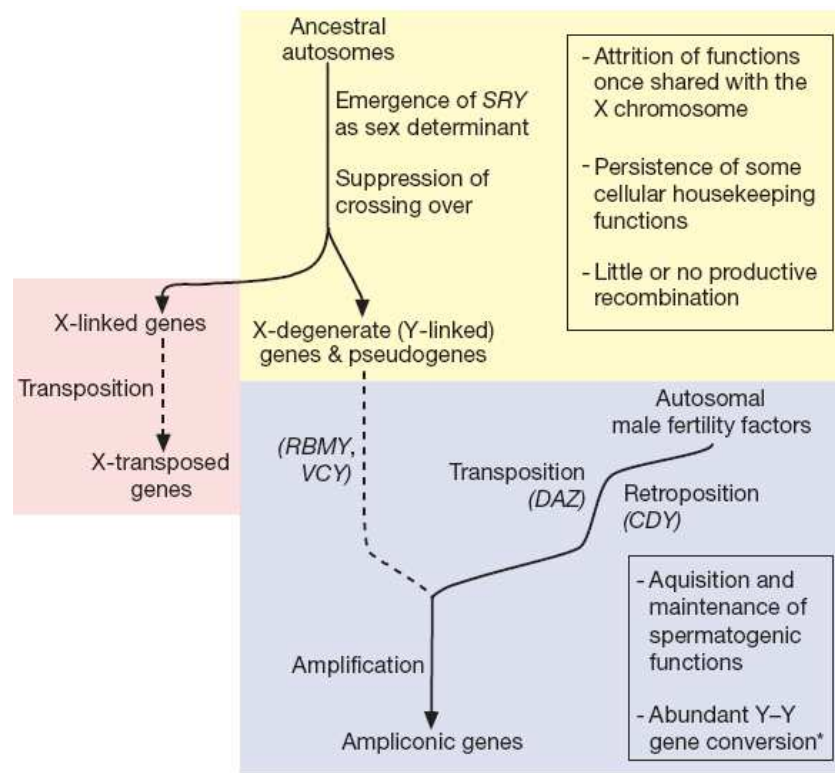 Ancestral
autosomes
Emergence of SRY
as sex determinant
Suppression of
crossing over
- Attrition of functions
once shared with the
X chromosome
- Persistence of some
cellular housekeeping
functions
- Little or no productive
recombination
X-linked genes
X-degenerate (Y-linked)
genes & pseudogenes
Transposition
X-transposed
genes
(RBMY,
VCY)
Autosomal
male fertility factors
Transposition
(DAZ)
Retroposition
(CDY)
Amplification
Ampliconic genes
- Aquisition and
maintenance of
spermatogenic
functions
- Abundant Y–Y
gene conversion*